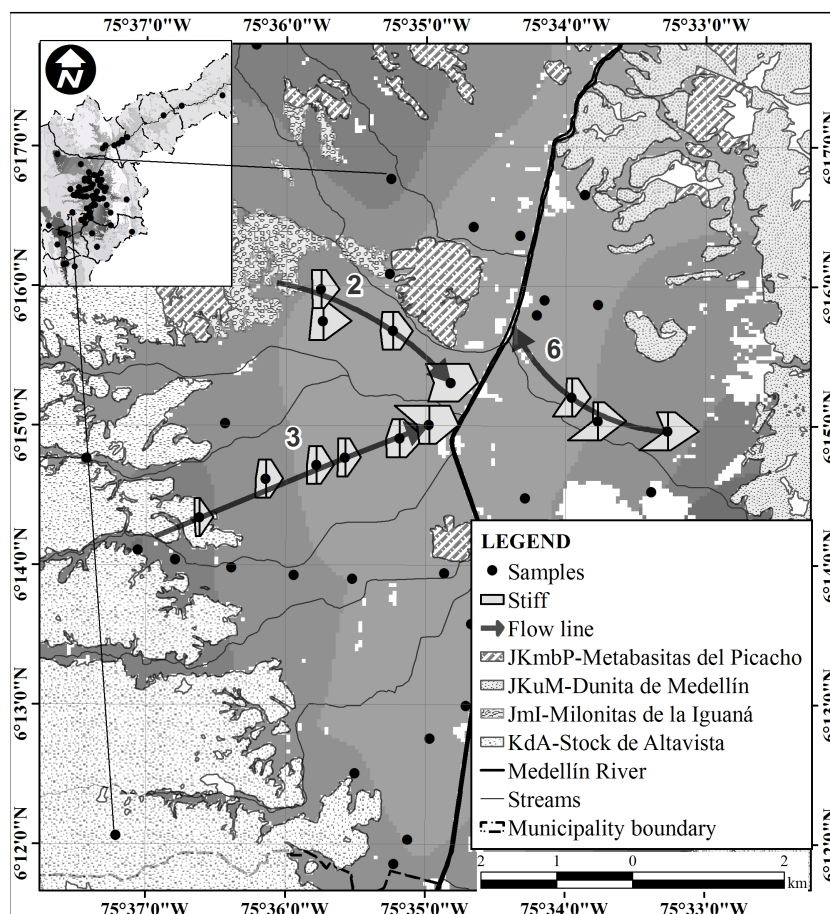 75°37'0"W 75°36'0"W 75°35'0"W 75°34'0"W 75°33'0"W
N
6°17'0"N 6°17'0"N
6°16'0"N 6°16'0"N
2
6
6°15'0"N 6°15'0"N
3
6°14'0"N 6°14'0"N
6°13'0"N 6°13'0"N
6°12'0"N 6°12'0"N
LEGEND
Samples
Stiff
Flow line
JKmbP-Metabasitas del Picacho
JKuM-Dunita de Medellín
JmI-Milonitas de la Iguaná
KdA-Stock de Altavista
Medellín River
Streams
Municipality boundary
2 1 0 2
km
75°37'0"W 75°36'0"W 75°35'0"W 75°34'0"W 75°33'0"W